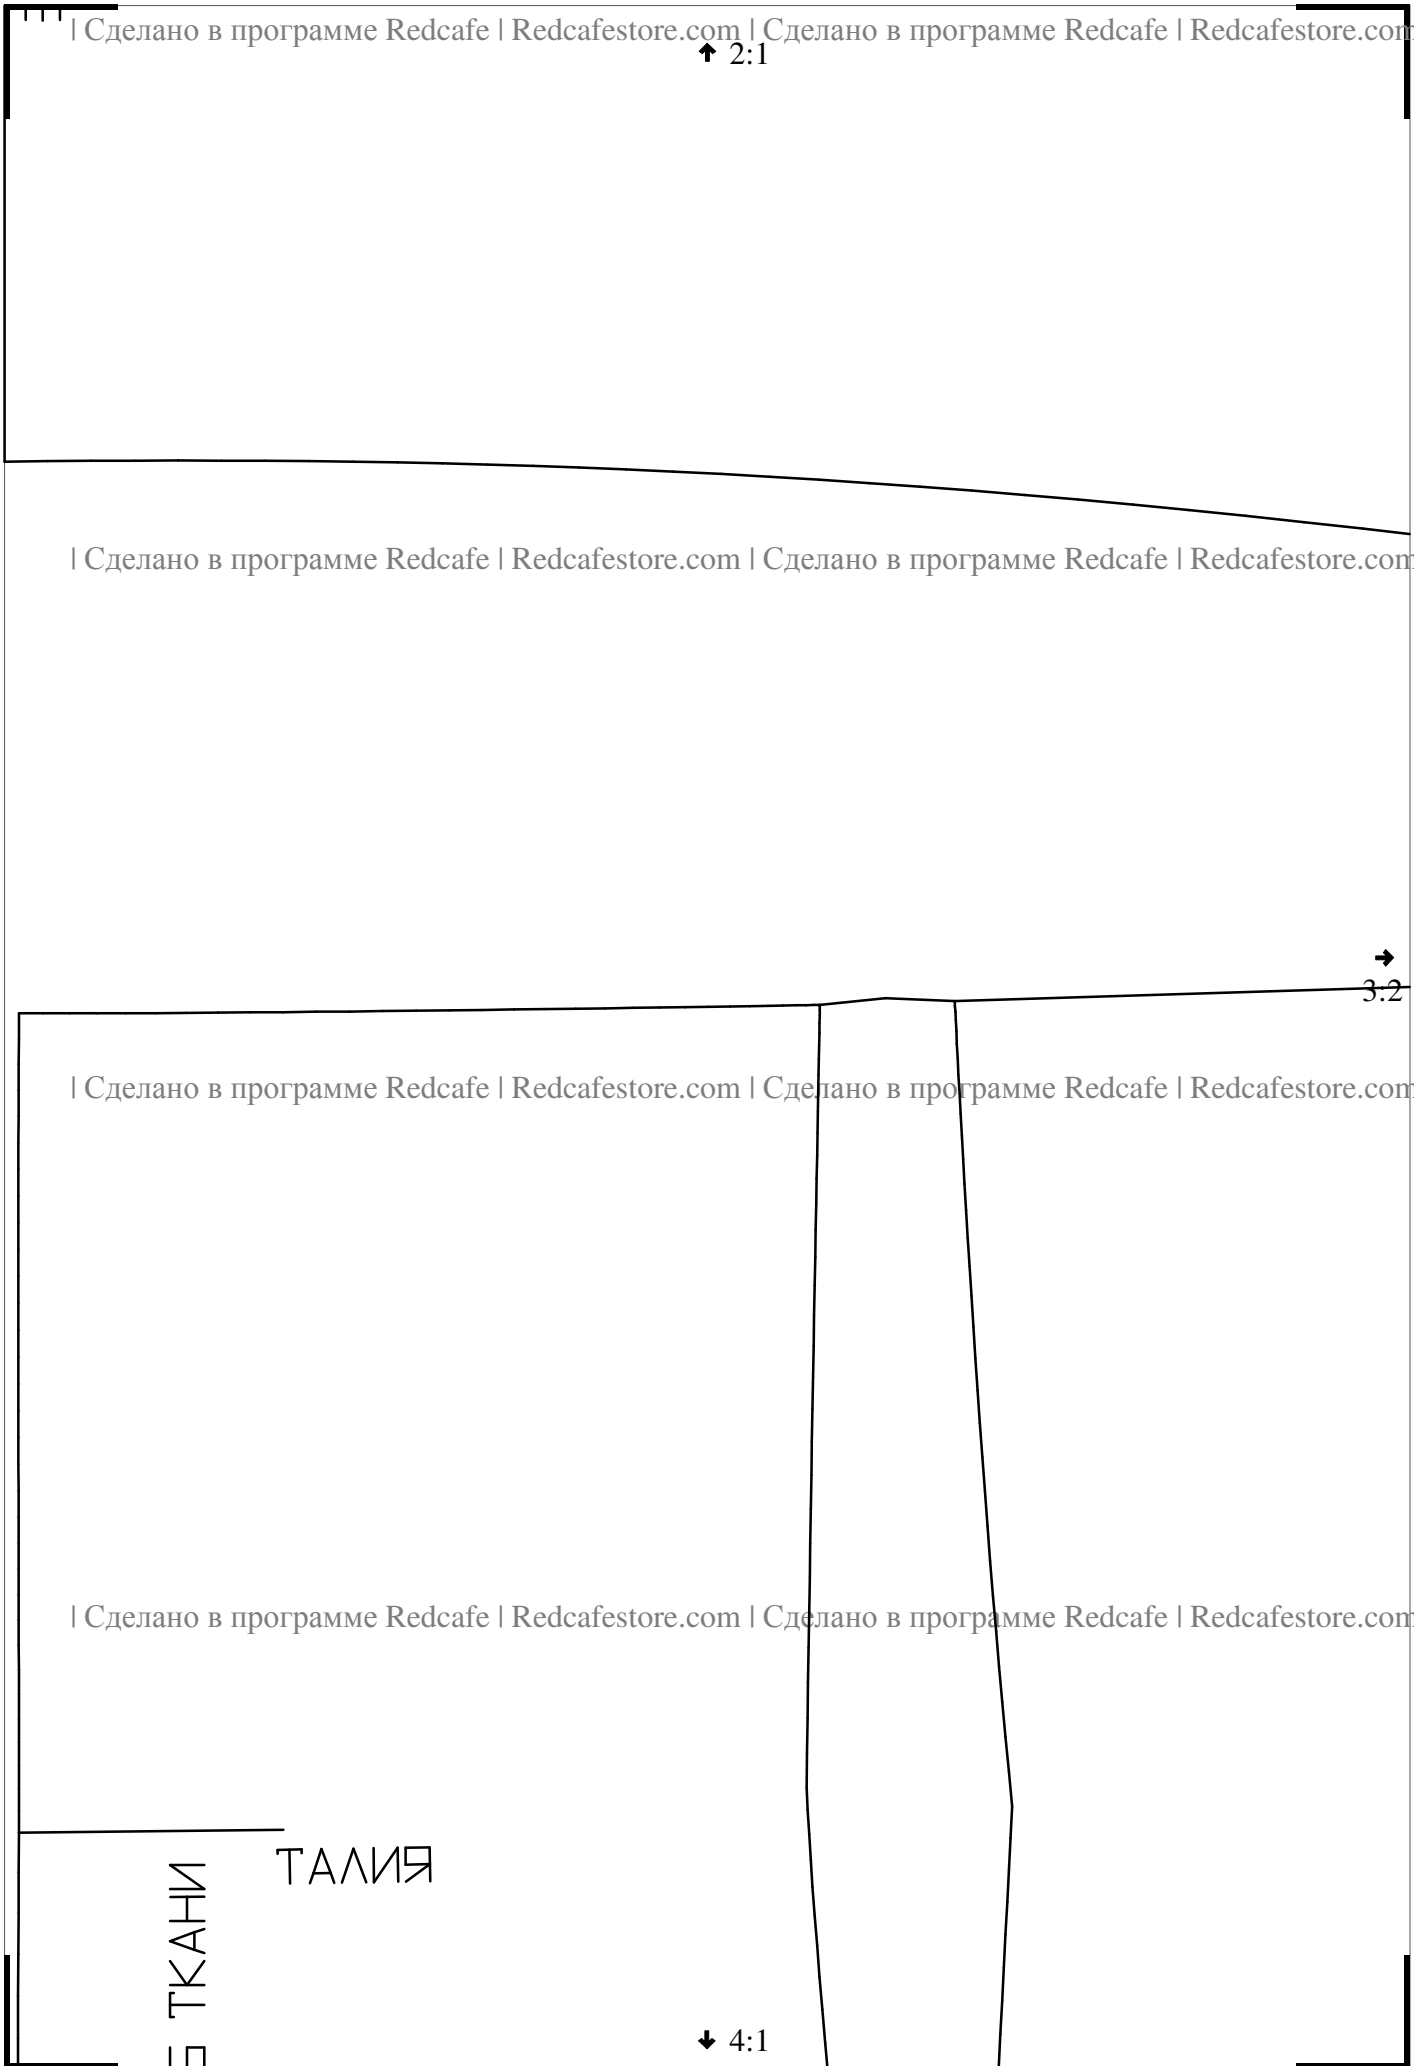 | Сделано в программе Redcafe | Redcafestore.com | Сделано в программе Redcafe | Redcafestore.com
2:1
| Сделано в программе Redcafe | Redcafestore.com | Сделано в программе Redcafe | Redcafestore.com
3:2
| Сделано в программе Redcafe | Redcafestore.com | Сделано в программе Redcafe | Redcafestore.com
| Сделано в программе Redcafe | Redcafestore.com | Сделано в программе Redcafe | Redcafestore.com
ТАЛИЯ
ТКАНИ
4:1